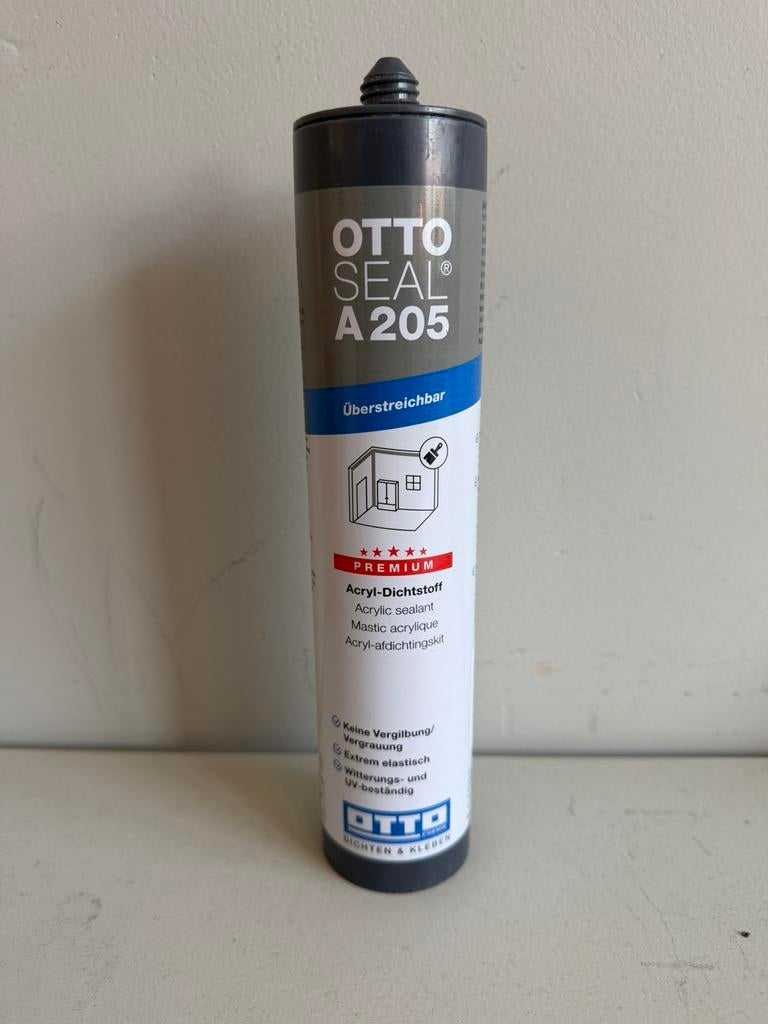 OTTO
SEAL®
A 205
Überstreichbar
PREMIUM
Acryl-Dichtstoff
Acrylic sealant
Mastic acrylique
Acryl-afdichtingskit
Keine Vergilbung/
Vergrauung
Extrem elastisch
Witterungs- und
UV-beständig
OTTO
CHEMIE
DICHTEN & KLEBEN